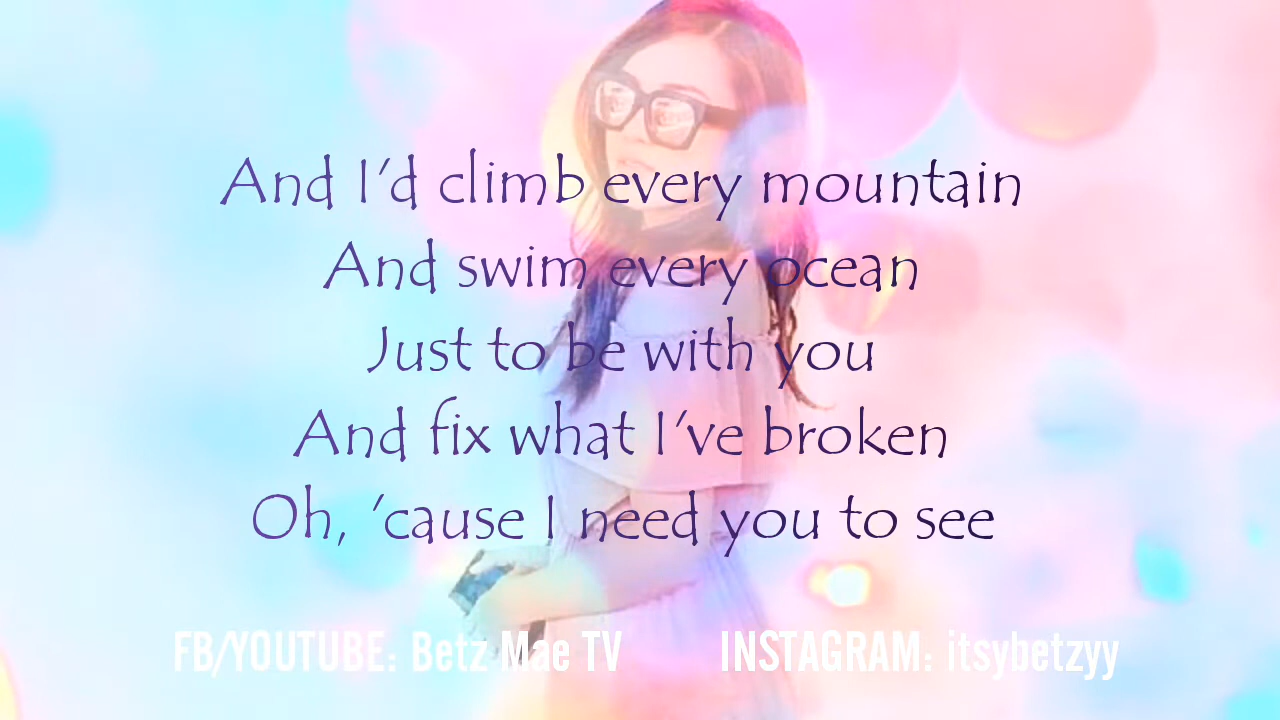 And I'd climb every mountain
And swim every ocean
Just to be with you
And fix what I've broken
Oh, 'cause I need you to see
FB/YOUTUBE: Betz Mae TV INSTAGRAM: itsybetzyy